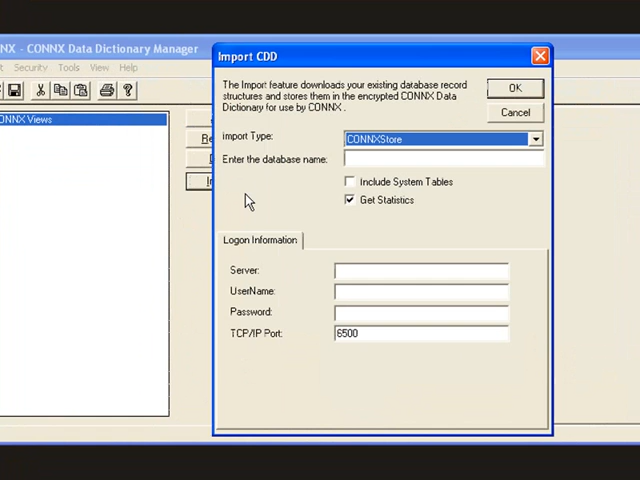 NX - CONNX Data Dictionary Manager
Security Tools View Help
CONNX Views
Import CDD
The Import feature downloads your existing database record
structures and stores them in the encrypted CONNX Data
Dictionary for use by CONNX .
OK
Cancel
Import Type:
CONNXStore
Enter the database name:
Include System Tables
Get Statistics
Logon Information
Server:
UserName:
Password:
TCP/IP Port:
6500